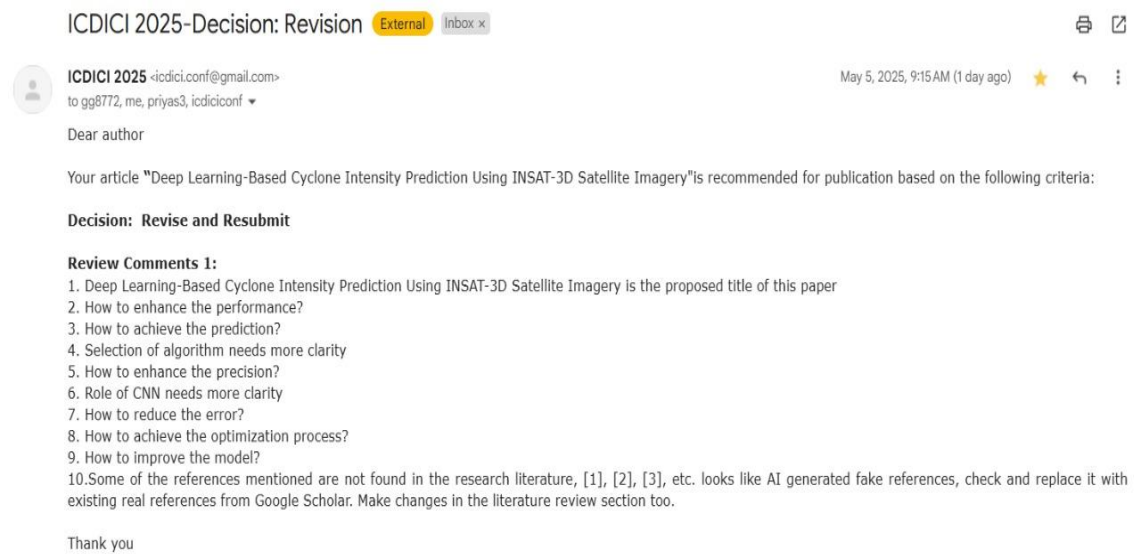 ICDICI 2025-Decision: Revision External Inbox ×
ICDICI 2025 <icdici.conf@gmail.com> May 5, 2025, 9:15 AM (1 day ago)
to gg8772, me, priyas3, icdiciconf
Dear author
Your article "Deep Learning-Based Cyclone Intensity Prediction Using INSAT-3D Satellite Imagery"is recommended for publication based on the following criteria:
Decision: Revise and Resubmit
Review Comments 1:
1. Deep Learning-Based Cyclone Intensity Prediction Using INSAT-3D Satellite Imagery is the proposed title of this paper
2. How to enhance the performance?
3. How to achieve the prediction?
4. Selection of algorithm needs more clarity
5. How to enhance the precision?
6. Role of CNN needs more clarity
7. How to reduce the error?
8. How to achieve the optimization process?
9. How to improve the model?
10.Some of the references mentioned are not found in the research literature, [1], [2], [3], etc. looks like AI generated fake references, check and replace it with
existing real references from Google Scholar. Make changes in the literature review section too.
Thank you